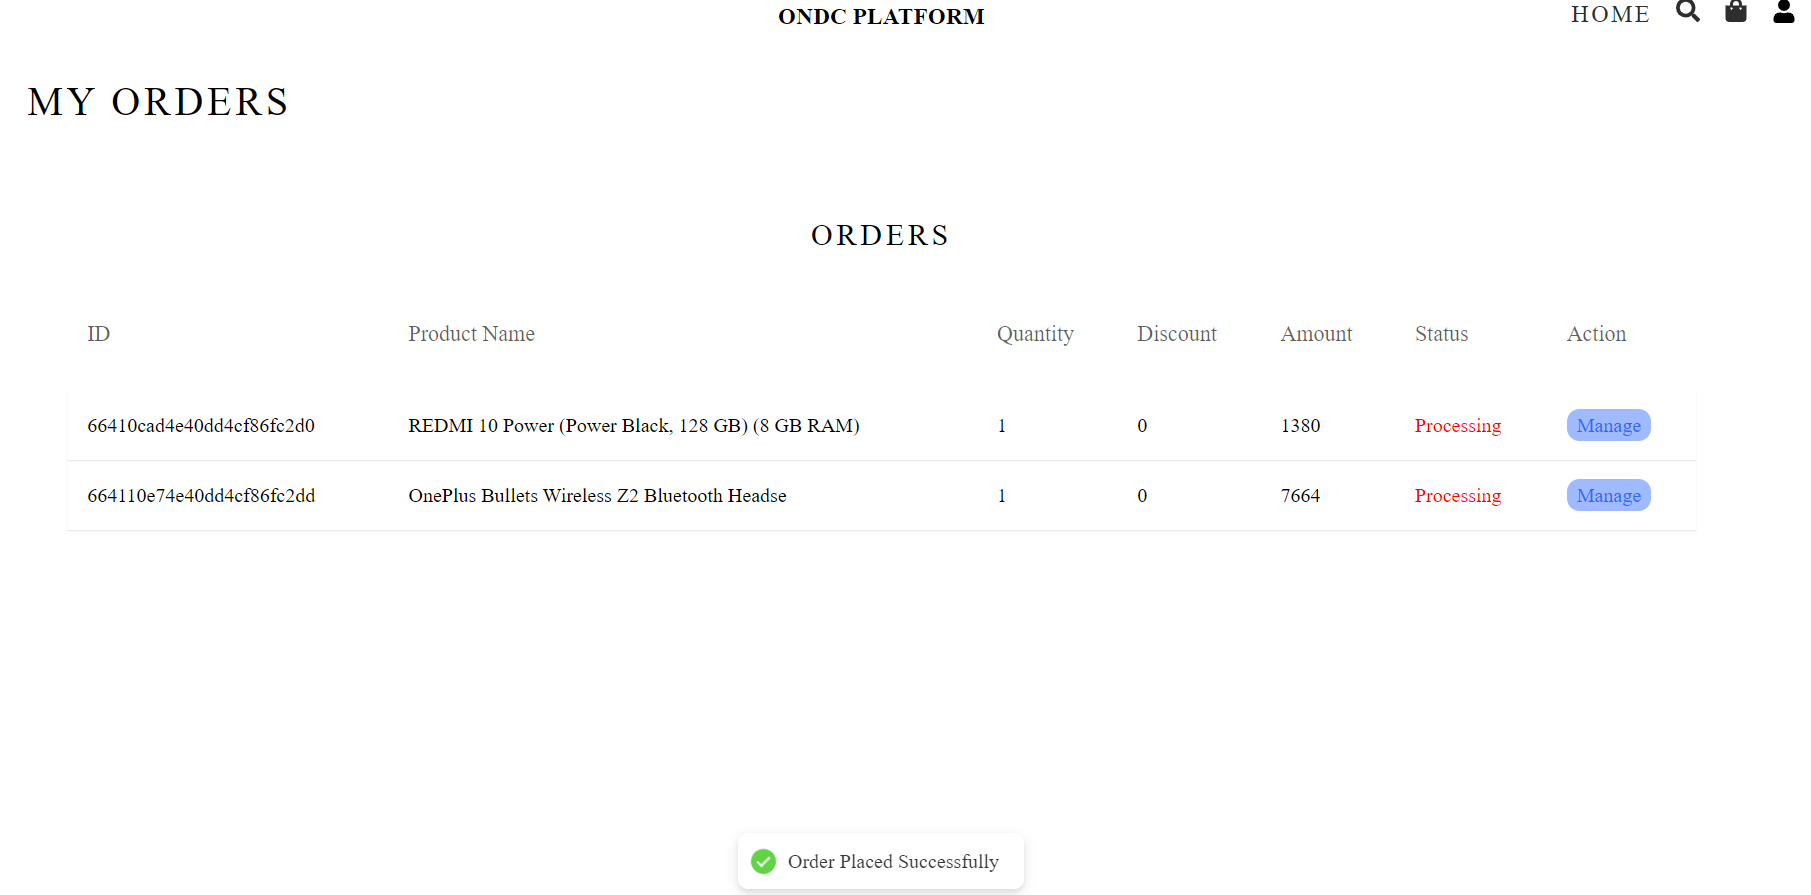 ONDC PLATFORM
HOME
MY ORDERS
ORDERS
ID Product Name Quantity Discount Amount Status Action
66410cad4e40dd4cf86fc2d0 REDMI 10 Power (Power Black, 128 GB) (8 GB RAM) 1 0 1380 Processing Manage
664110e74e40dd4cf86fc2dd OnePlus Bullets Wireless Z2 Bluetooth Headse 1 0 7664 Processing Manage
Order Placed Successfully